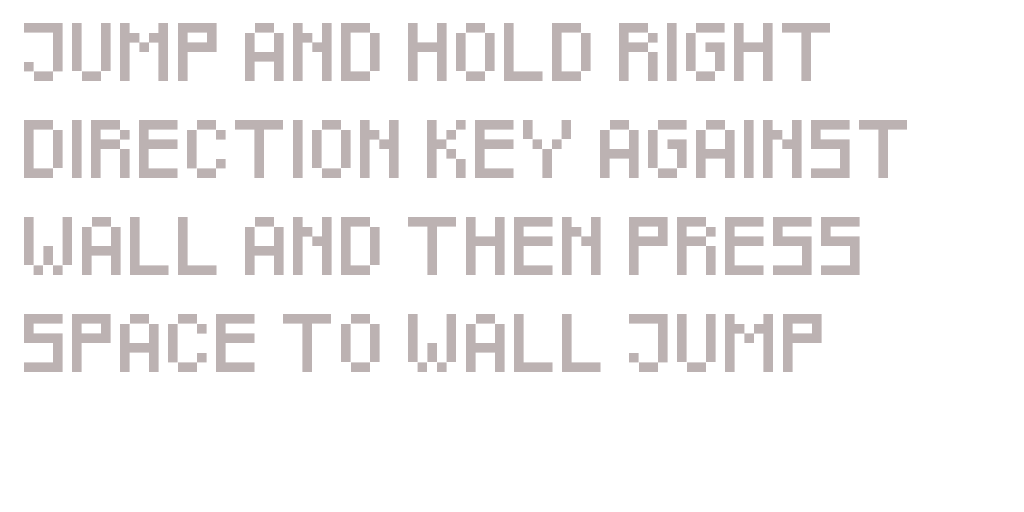 JUMP AND HOLD RIGHT
DIRECTION KEY AGAINST
WALL AND THEN PRESS
SPACE TO WALL JUMP